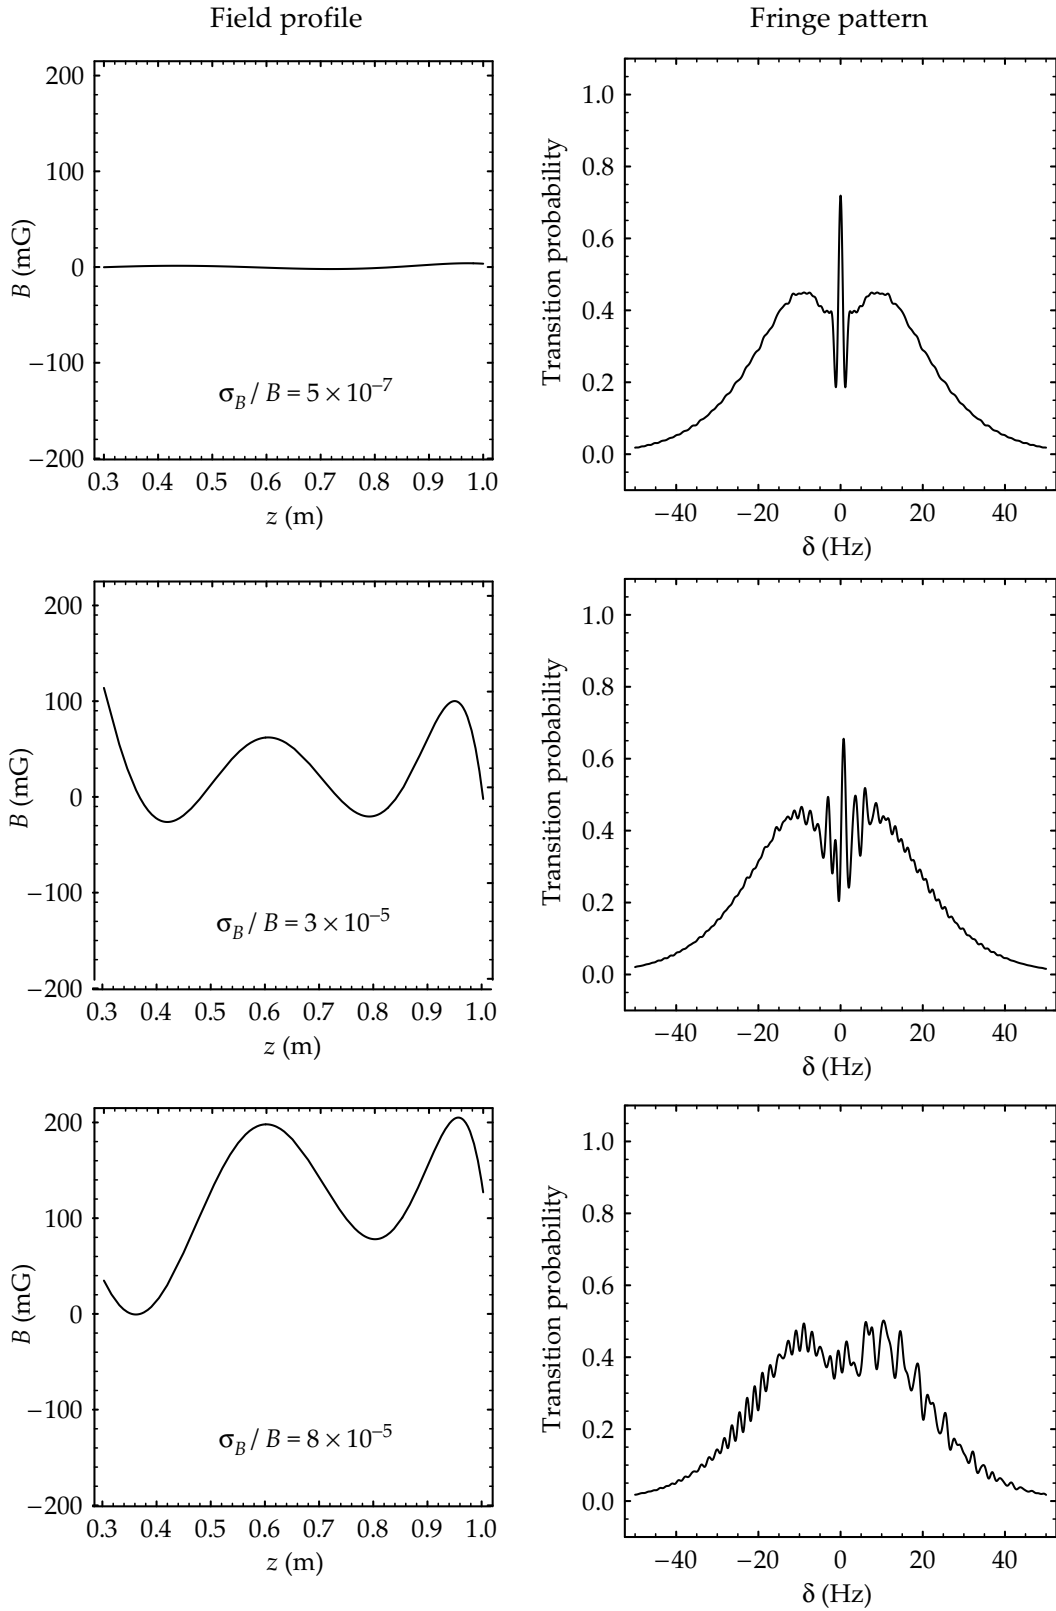 Field profile
Fringe pattern
200
100
0
−100
−200
B (mG)
σ_B / B = 5 × 10⁻⁷
0.3 0.4 0.5 0.6 0.7 0.8 0.9 1.0
z (m)
1.0
0.8
0.6
0.4
0.2
0.0
Transition probability
−40 −20 0 20 40
δ (Hz)
200
100
0
−100
−200
B (mG)
σ_B / B = 3 × 10⁻⁵
0.3 0.4 0.5 0.6 0.7 0.8 0.9 1.0
z (m)
1.0
0.8
0.6
0.4
0.2
0.0
Transition probability
−40 −20 0 20 40
δ (Hz)
200
100
0
−100
−200
B (mG)
σ_B / B = 8 × 10⁻⁵
0.3 0.4 0.5 0.6 0.7 0.8 0.9 1.0
z (m)
1.0
0.8
0.6
0.4
0.2
0.0
Transition probability
−40 −20 0 20 40
δ (Hz)